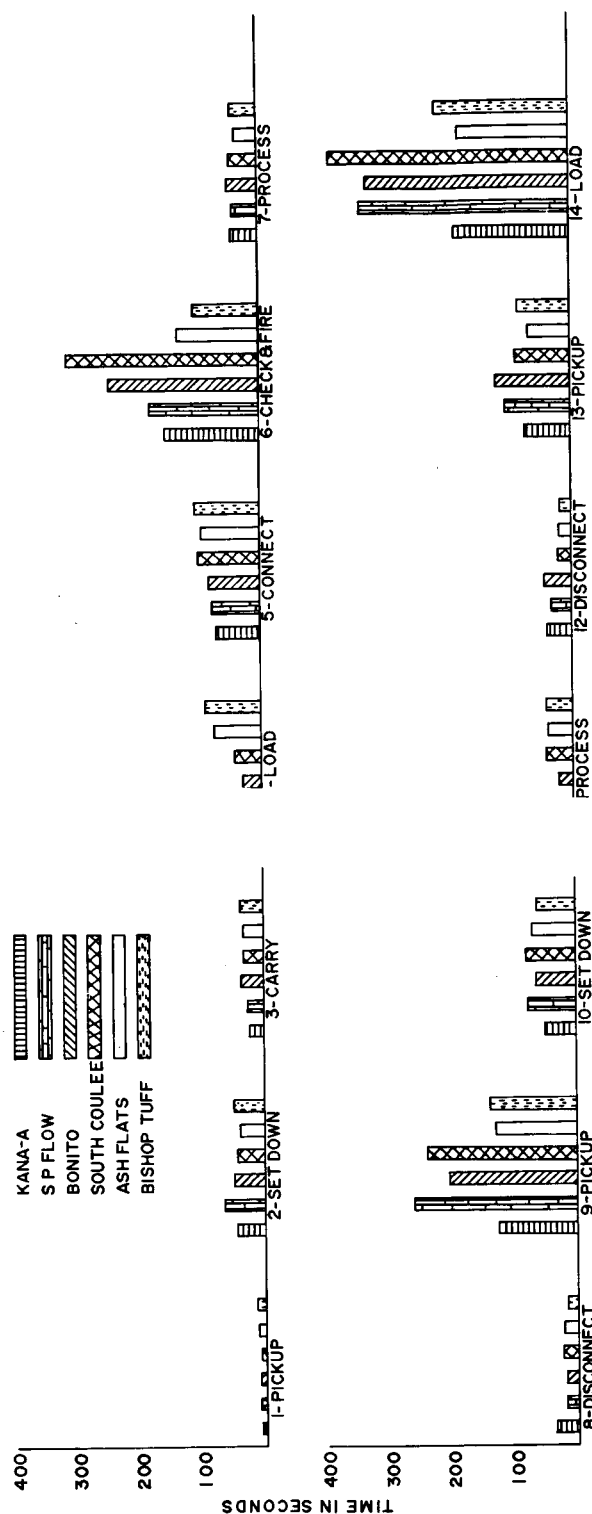 KANA-A
S P FLOW
BONITO
SOUTH COULEE
ASH FLATS
BISHOP TUFF
400
300
200
100
1-PICKUP
2-SET DOWN
3-CARRY
-LOAD
5-CONNECT
6-CHECK & FIRE
7-PROCESS
TIME IN SECONDS
400
300
200
100
8-DISCONNECT
9-PICKUP
10-SET DOWN
PROCESS
12-DISCONNECT
13-PICKUP
14-LOAD